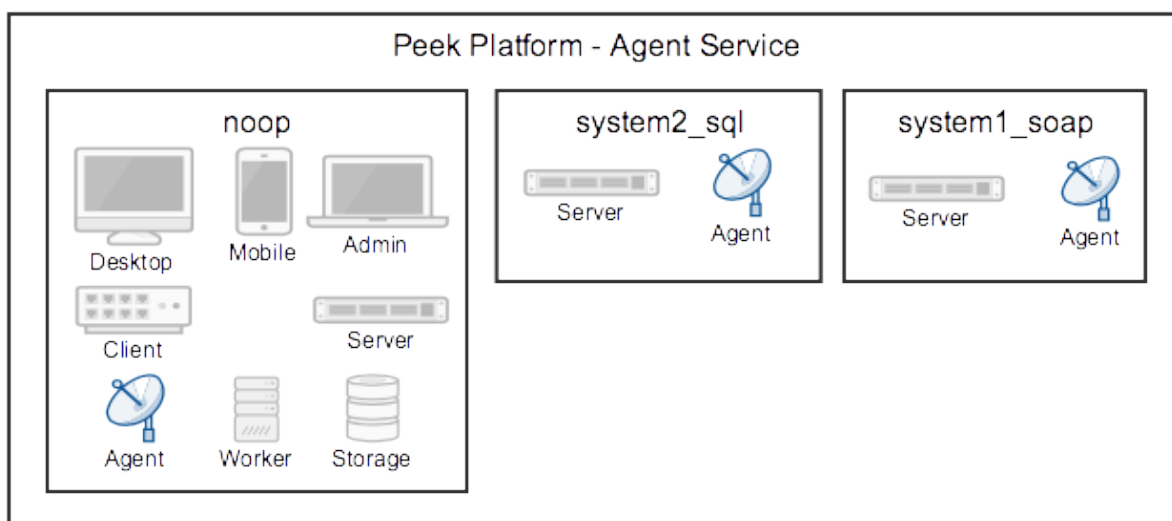 Peek Platform - Agent Service
noop
Desktop
Mobile
Admin
Client
Server
Agent
Worker
Storage
system2_sql
Server
Agent
system1_soap
Server
Agent